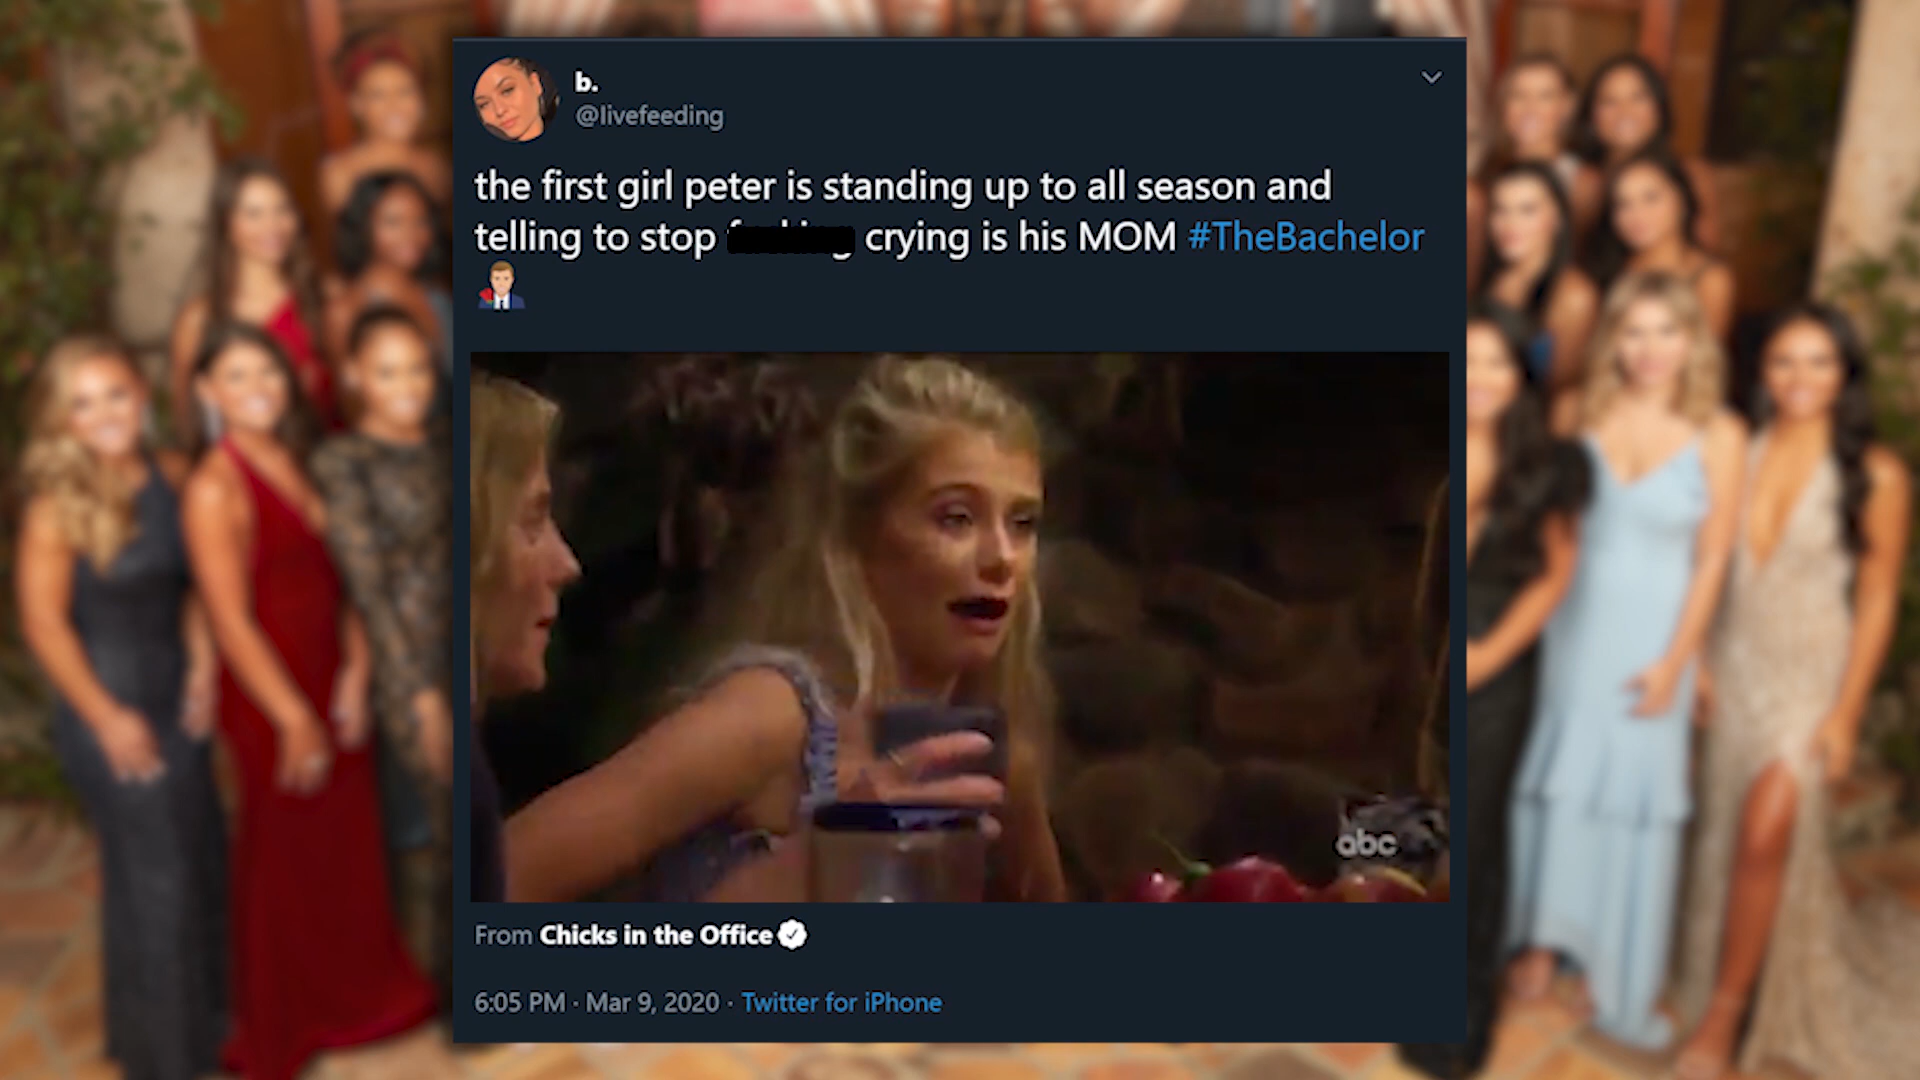 b.
@livefeeding
the first girl peter is standing up to all season and
telling to stop crying is his MOM #TheBachelor
abc
From Chicks in the Office
6:05 PM · Mar 9, 2020 · Twitter for iPhone